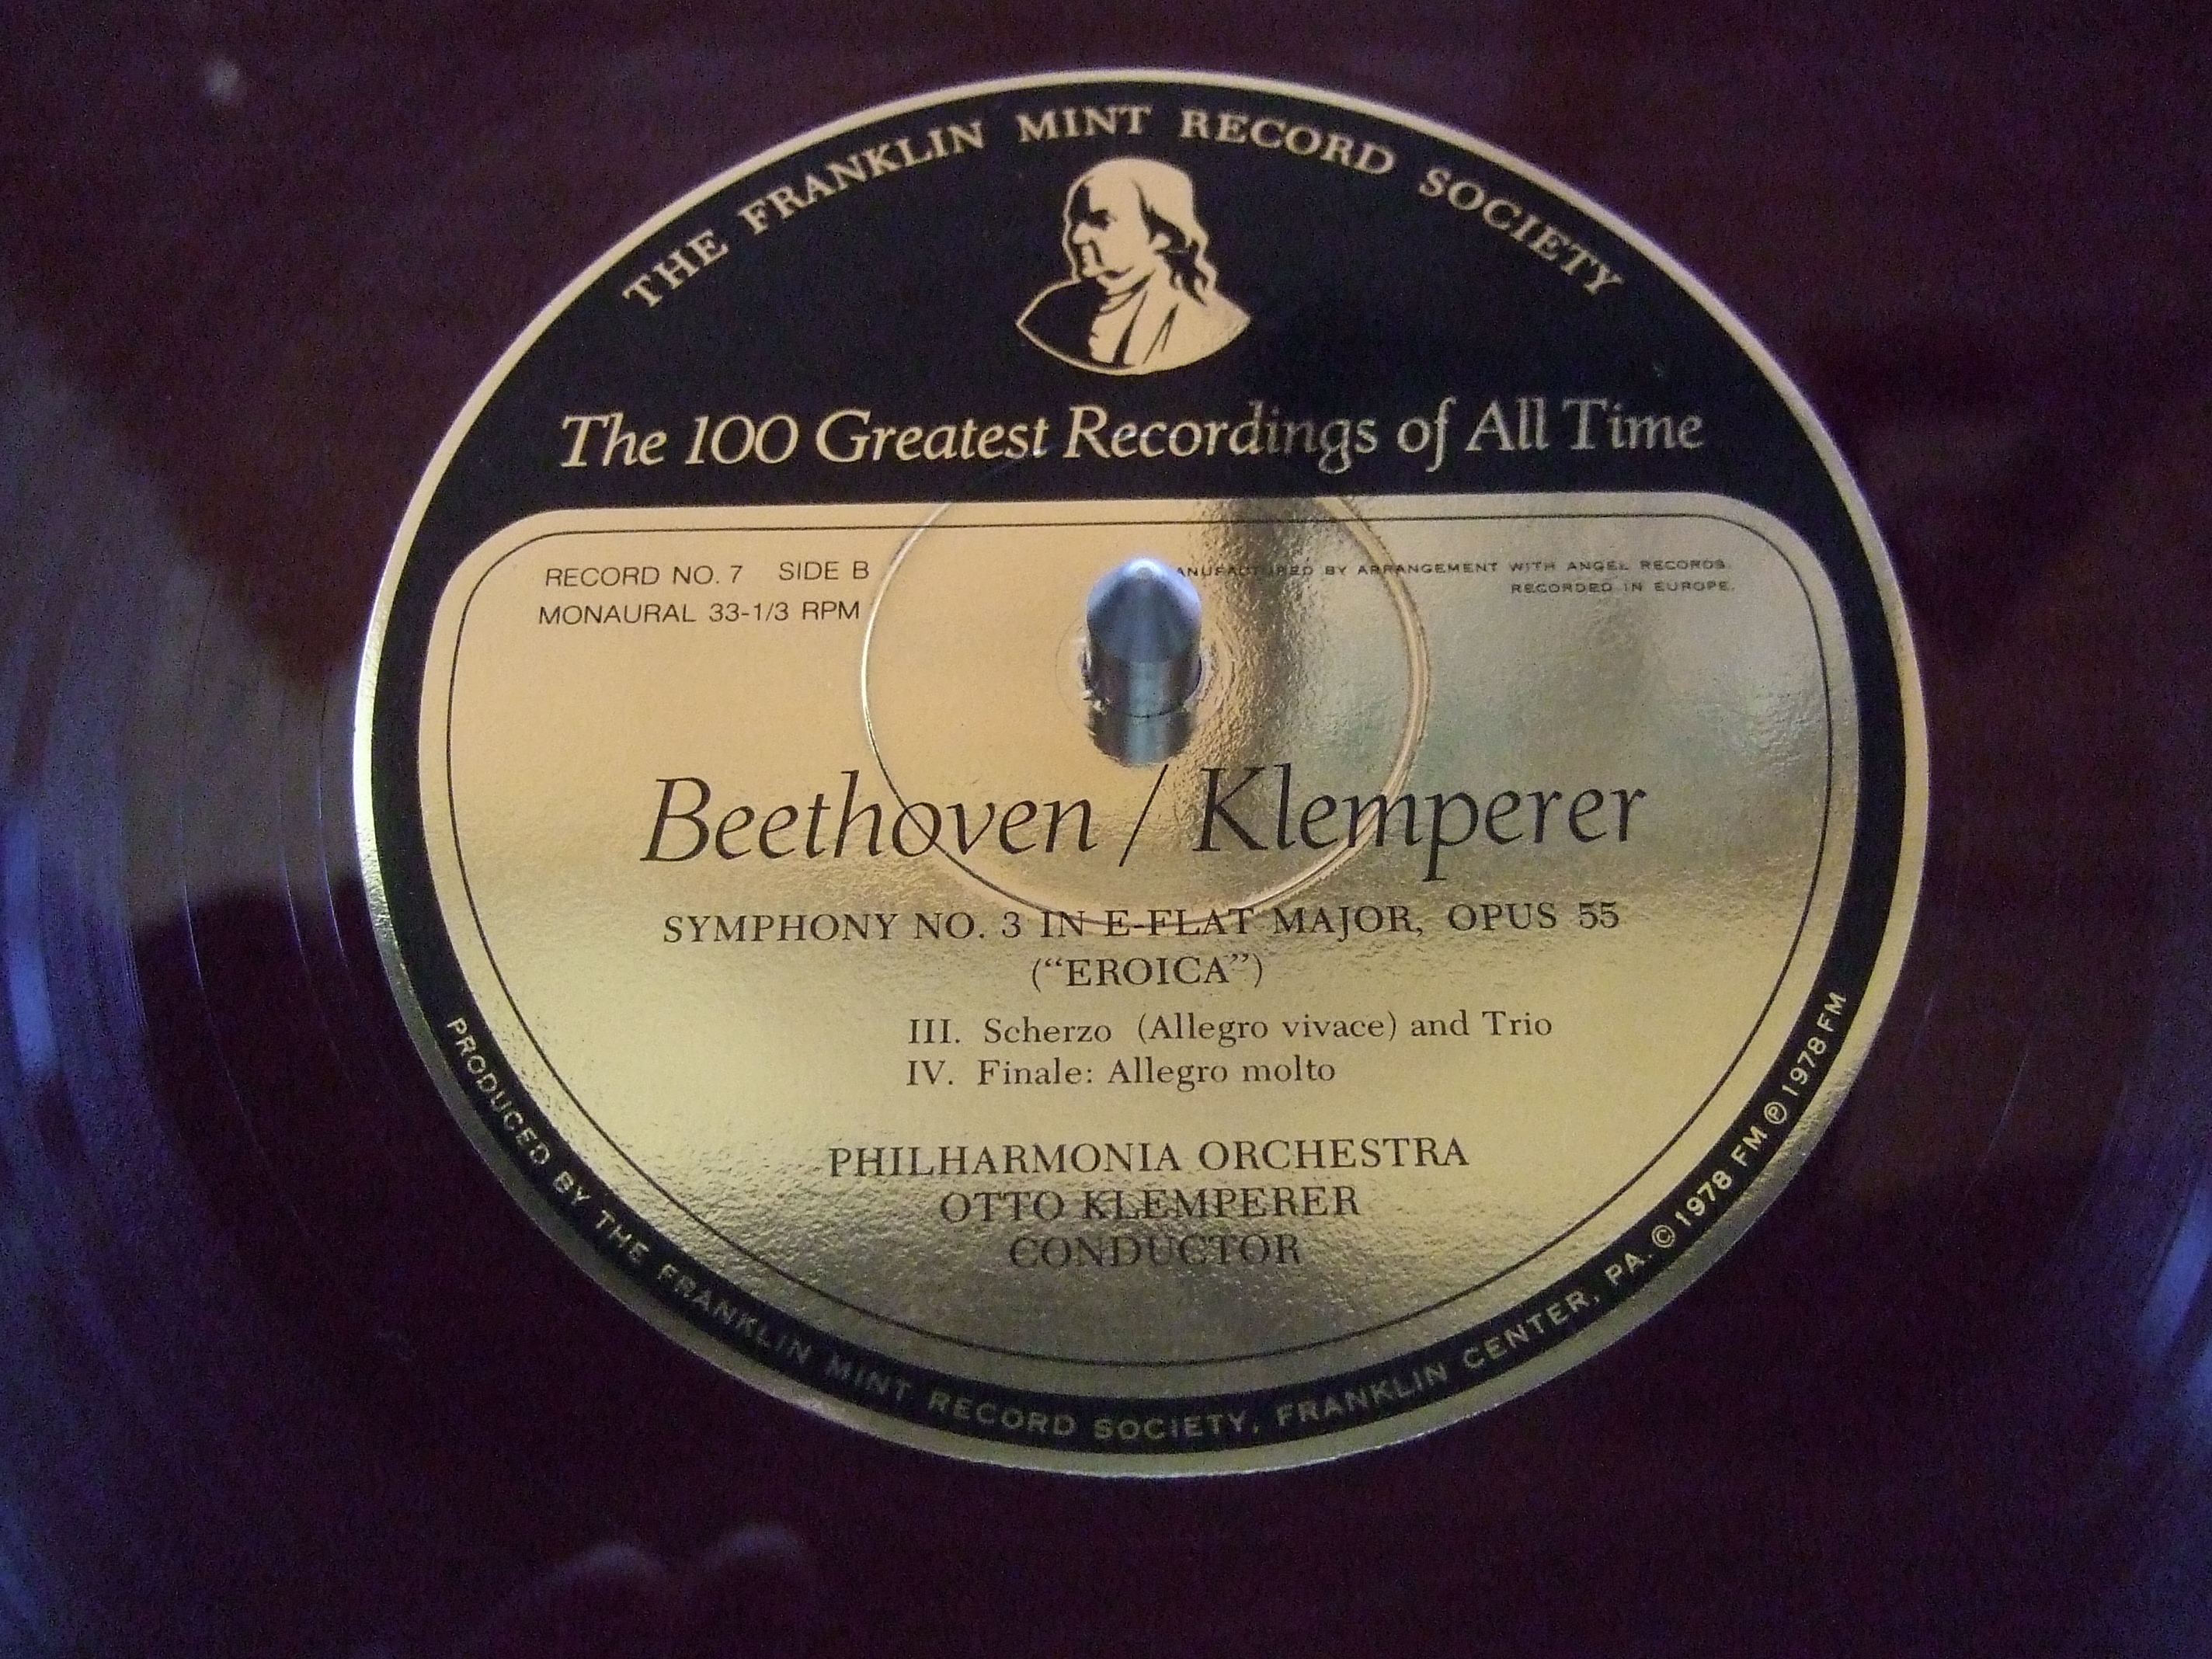 THE FRANKLIN MINT RECORD SOCIETY
The 100 Greatest Recordings of All Time
RECORD NO. 7 SIDE B
MONAURAL 33-1/3 RPM
BY ARRANGEMENT WITH ANGEL RECORDS.
RECORDED IN EUROPE.
Beethoven / Klemperer
SYMPHONY NO. 3 IN E-FLAT MAJOR, OPUS 55
(“EROICA”)
III. Scherzo (Allegro vivace) and Trio
IV. Finale: Allegro molto
PHILHARMONIA ORCHESTRA
OTTO KLEMPERER
CONDUCTOR
PRODUCED BY THE FRANKLIN MINT RECORD SOCIETY, FRANKLIN CENTER, PA. © 1978 FM ℗ 1978 FM